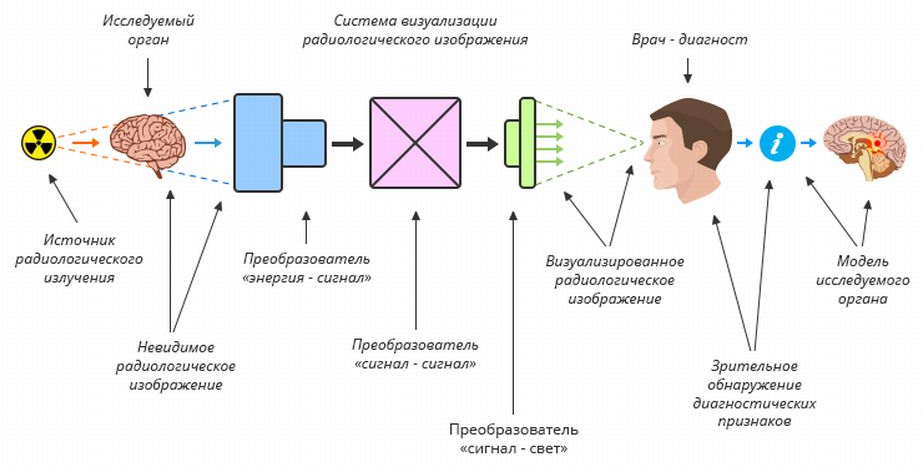 Исследуемый
орган
Система визуализации
радиологического изображения
Врач - диагност
Источник
радиологического
излучения
Преобразователь
«энергия - сигнал»
Визуализированное
радиологическое
изображение
Модель
исследуемого
органа
Невидимое
радиологическое
изображение
Преобразователь
«сигнал - сигнал»
Зрительное
обнаружение
диагностических
признаков
Преобразователь
«сигнал - свет»
i